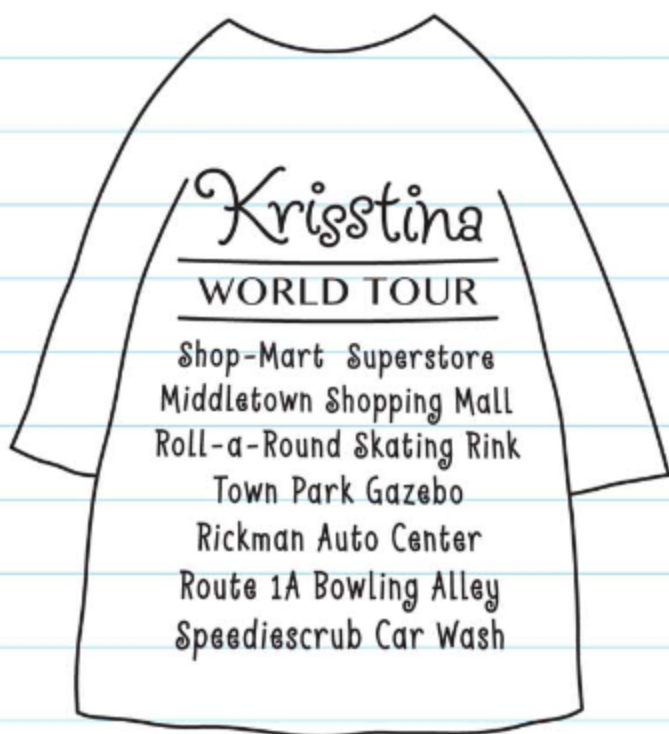 Krisstina
WORLD TOUR
Shop-Mart Superstore
Middletown Shopping Mall
Roll-a-Round Skating Rink
Town Park Gazebo
Rickman Auto Center
Route 1A Bowling Alley
Speediescrub Car Wash